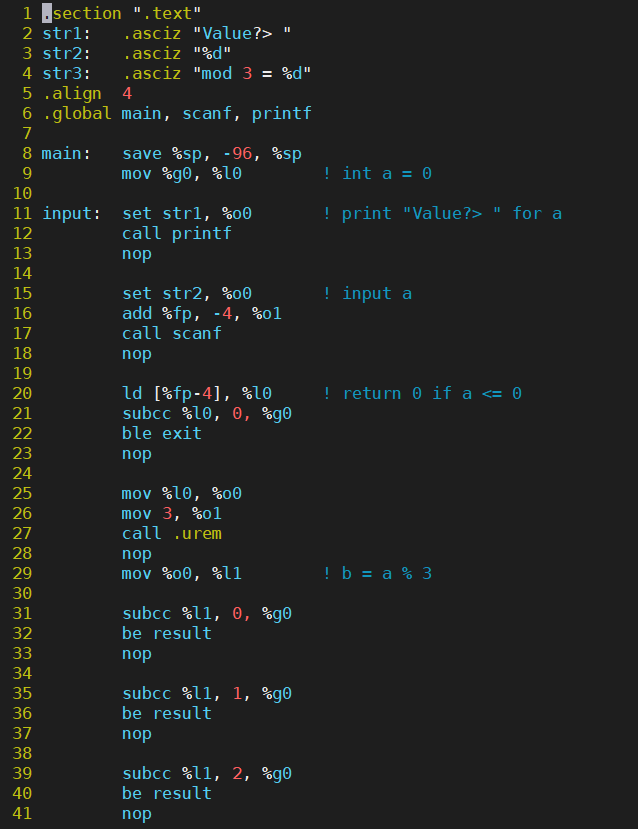 1 .section ".text"
2 str1:   .asciz "Value?> "
3 str2:   .asciz "%d"
4 str3:   .asciz "mod 3 = %d"
5 .align  4
6 .global main, scanf, printf
7
8 main:   save %sp, -96, %sp
9         mov %g0, %l0        ! int a = 0
10
11 input:  set str1, %o0       ! print "Value?> " for a
12         call printf
13         nop
14
15         set str2, %o0       ! input a
16         add %fp, -4, %o1
17         call scanf
18         nop
19
20         ld [%fp-4], %l0     ! return 0 if a <= 0
21         subcc %l0, 0, %g0
22         ble exit
23         nop
24
25         mov %l0, %o0
26         mov 3, %o1
27         call .urem
28         nop
29         mov %o0, %l1        ! b = a % 3
30
31         subcc %l1, 0, %g0
32         be result
33         nop
34
35         subcc %l1, 1, %g0
36         be result
37         nop
38
39         subcc %l1, 2, %g0
40         be result
41         nop